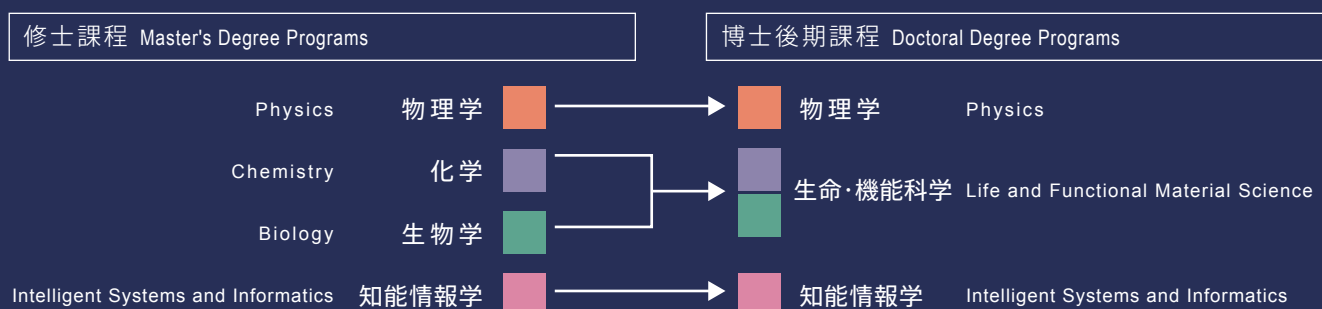 修士課程 Master's Degree Programs
博士後期課程 Doctoral Degree Programs
Physics 物理学
物理学 Physics
Chemistry 化学
生命・機能科学 Life and Functional Material Science
Biology 生物学
Intelligent Systems and Informatics 知能情報学
知能情報学 Intelligent Systems and Informatics